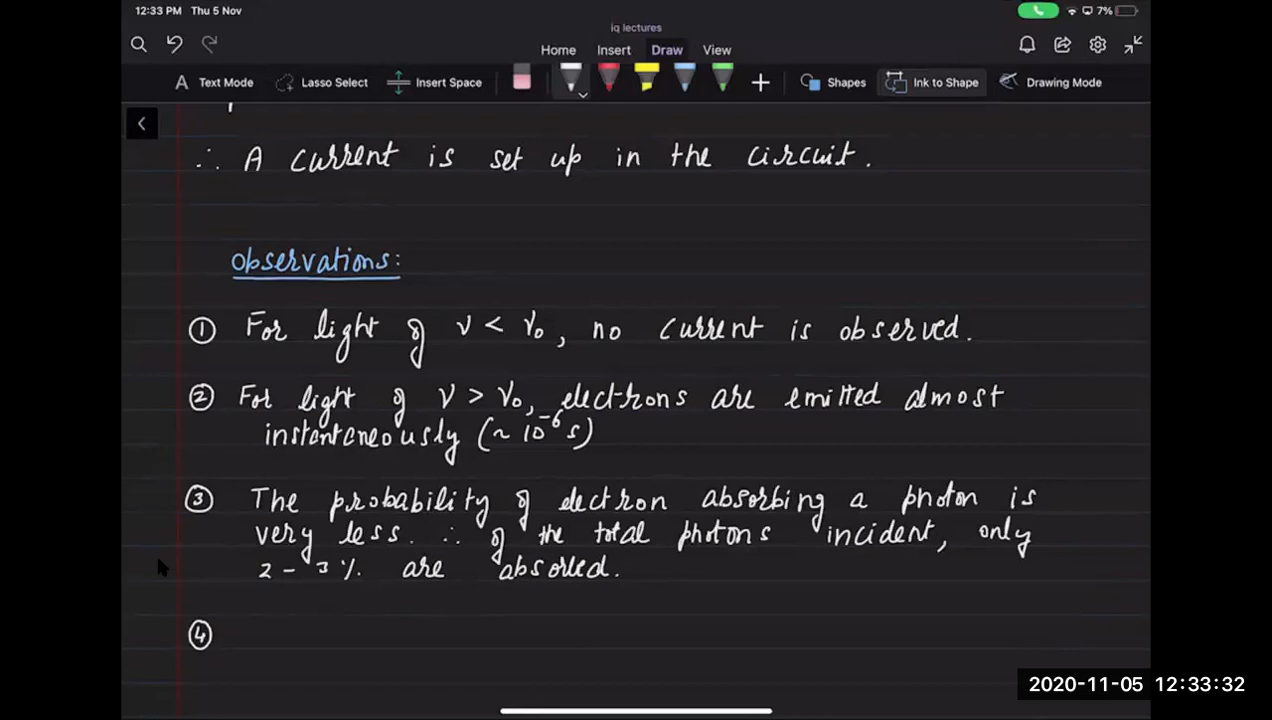 12:33 PM Thu 5 Nov
7%
iq lectures
Home Insert Draw View
Text Mode Lasso Select Insert Space Shapes Ink to Shape Drawing Mode
∴ A current is set up in the circuit.
Observations:
① For light of ν < ν₀, no current is observed.
② For light of ν > ν₀, electrons are emitted almost
instantaneously (~ 10⁻⁶ s)
③ The probability of electron absorbing a photon is
very less. ∴ of the total photons incident, only
2 - 3 % are absorbed.
④
2020-11-05 12:33:32